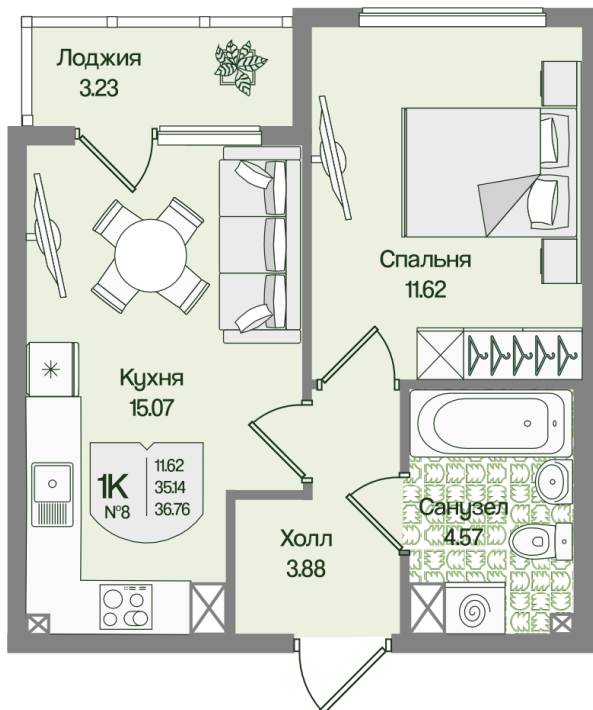 Лоджия
3.23
Спальня
11.62
Кухня
15.07
1K
№8
11.62
35.14
36.76
Санузел
4.57
Холл
3.88